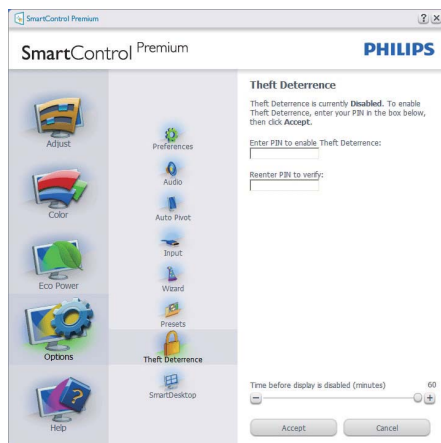 SmartControl Premium
? X
SmartControl Premium
PHILIPS
Adjust
Color
Eco Power
Options
Help
Preferences
Audio
Auto Pivot
Input
Wizard
Presets
Theft Deterrence
SmartDesktop
Theft Deterrence
Theft Deterrence is currently Disabled. To enable
Theft Deterrence, enter your PIN in the box below,
then click Accept.
Enter PIN to enable Theft Deterrence:
Reenter PIN to verify:
Time before display is disabled (minutes) 60
Accept Cancel